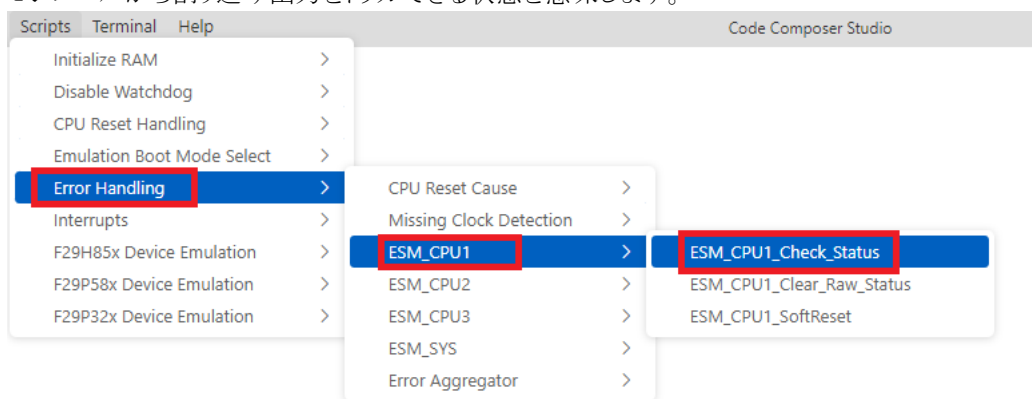 Scripts Terminal Help Code Composer Studio
Initialize RAM
Disable Watchdog
CPU Reset Handling
Emulation Boot Mode Select
Error Handling
Interrupts
F29H85x Device Emulation
F29P58x Device Emulation
F29P32x Device Emulation
CPU Reset Cause
Missing Clock Detection
ESM_CPU1
ESM_CPU2
ESM_CPU3
ESM_SYS
Error Aggregator
ESM_CPU1_Check_Status
ESM_CPU1_Clear_Raw_Status
ESM_CPU1_SoftReset